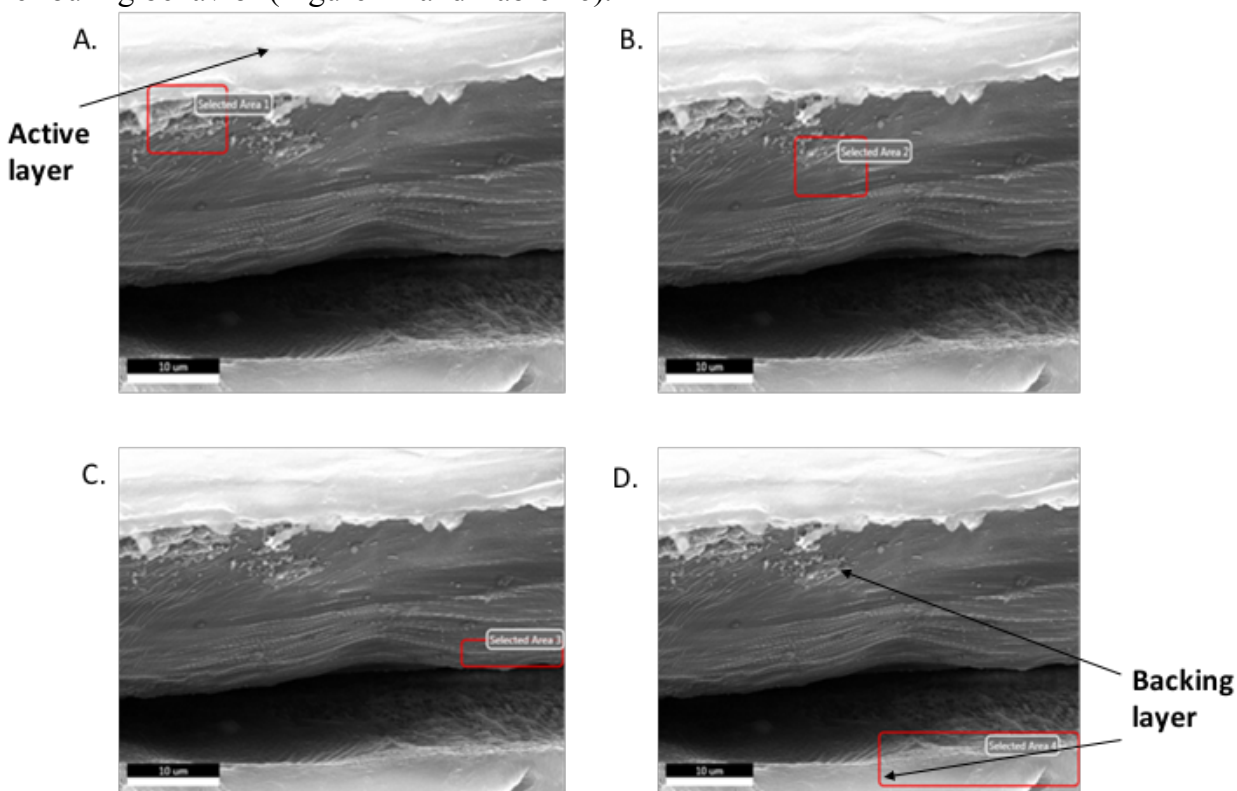 A.
B.
Selected Area 1
Selected Area 2
Active
layer
10 um
10 um
C.
D.
Selected Area 3
Selected Area 4
Backing
layer
10 um
10 um